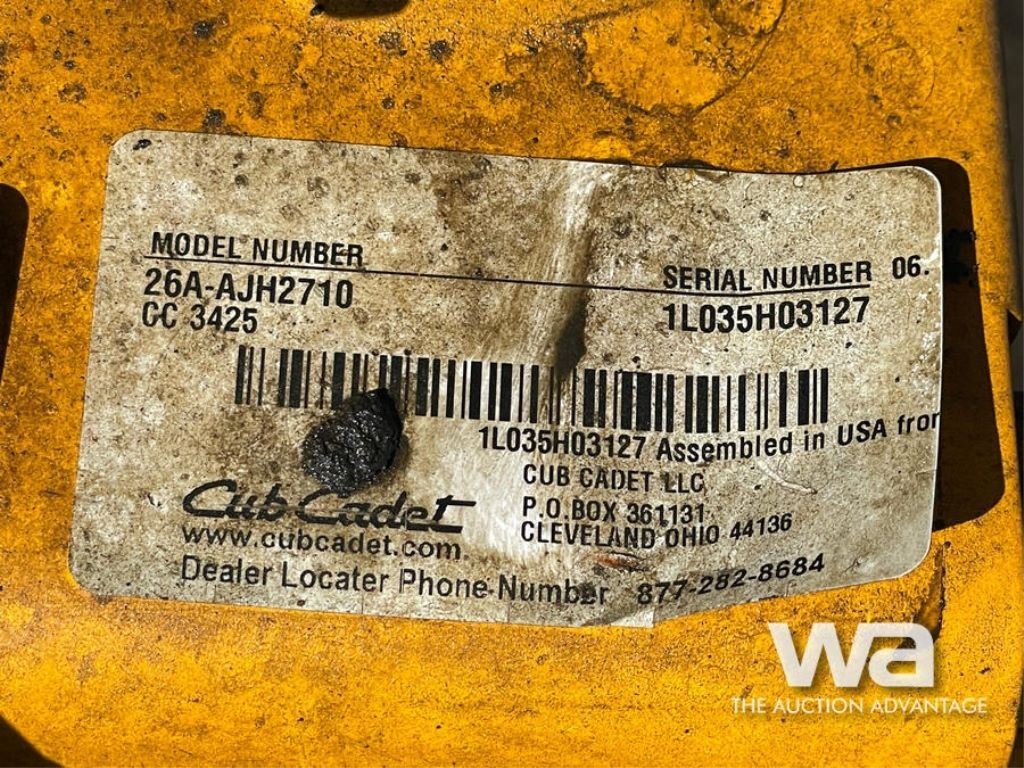 MODEL NUMBER
26A-AJH2710
CC 3425
SERIAL NUMBER 06.
1L035H03127
1L035H03127 Assembled in USA fror
CUB CADET LLC
P.O.BOX 361131
CLEVELAND OHIO 44136
Cub Cadet
www.cubcadet.com
Dealer Locater Phone Number 877-282-8684
wa
THE AUCTION ADVANTAGE